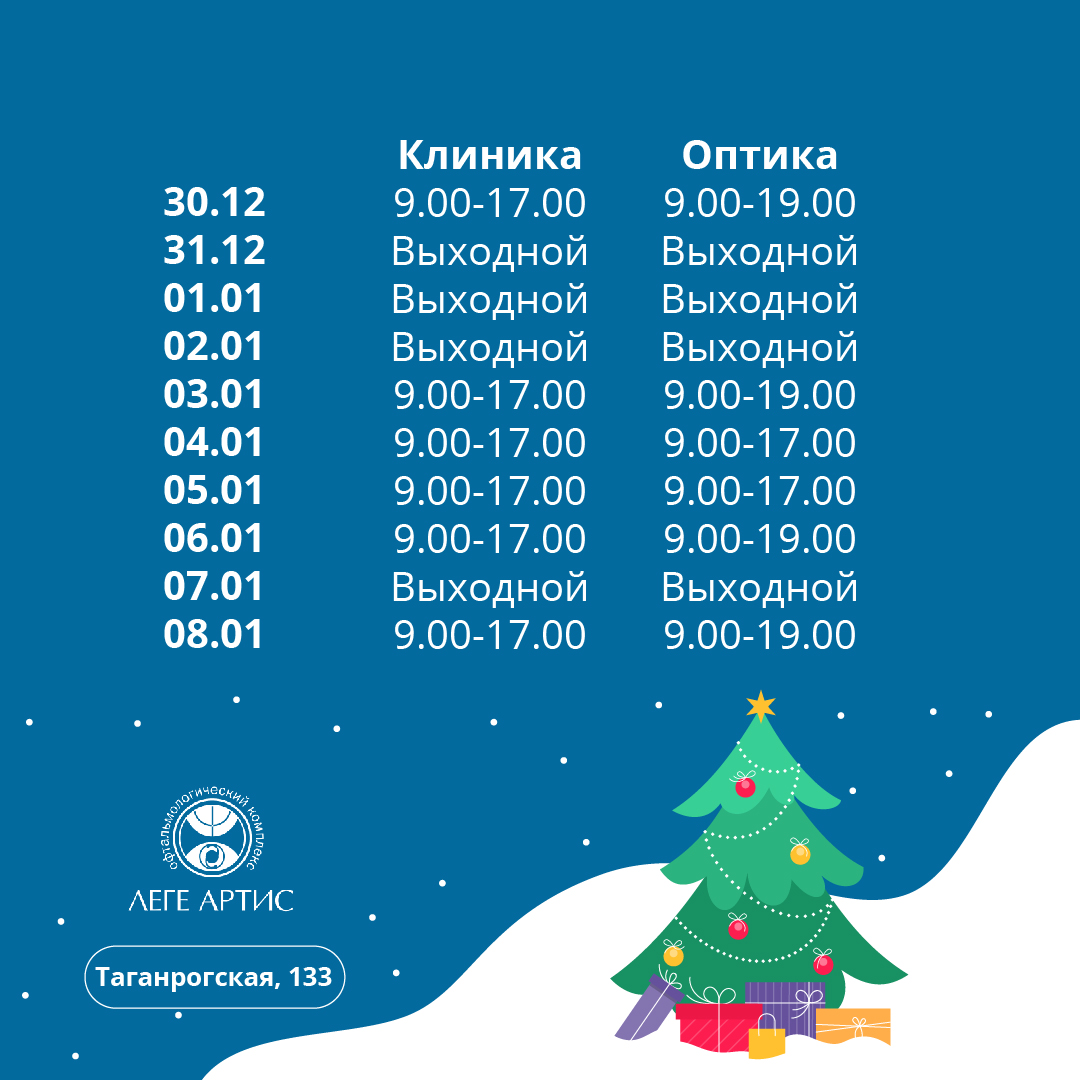 Клиника Оптика
30.12 9.00-17.00 9.00-19.00
31.12 Выходной Выходной
01.01 Выходной Выходной
02.01 Выходной Выходной
03.01 9.00-17.00 9.00-19.00
04.01 9.00-17.00 9.00-17.00
05.01 9.00-17.00 9.00-17.00
06.01 9.00-17.00 9.00-19.00
07.01 Выходной Выходной
08.01 9.00-17.00 9.00-19.00
офтальмологический комплекс
ЛЕГЕ АРТИС
Таганрогская, 133